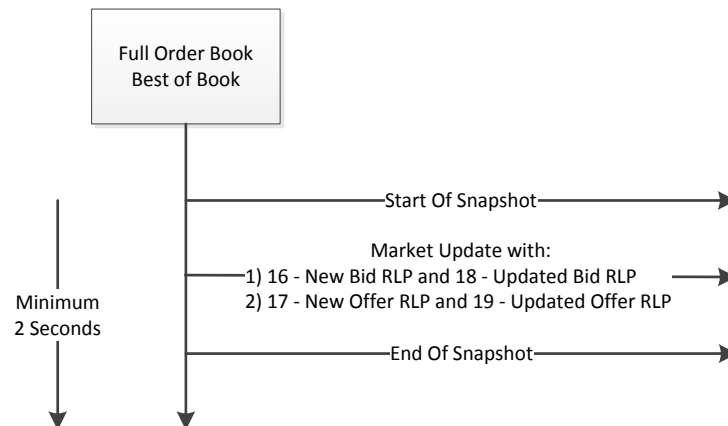 Full Order Book
Best of Book
Start Of Snapshot
Market Update with:
1) 16 - New Bid RLP and 18 - Updated Bid RLP
2) 17 - New Offer RLP and 19 - Updated Offer RLP
Minimum
2 Seconds
End Of Snapshot